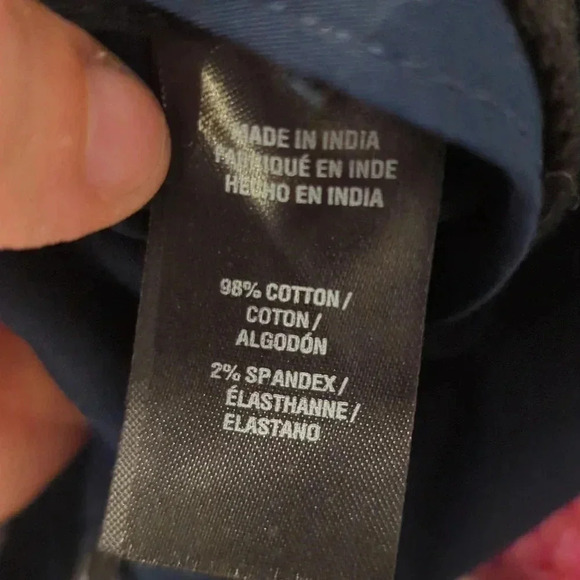 MADE IN INDIA
FABRIQUÉ EN INDE
HECHO EN INDIA
98% COTTON/
COTON/
ALGODÓN
2% SPANDEX/
ÉLASTHANNE/
ELASTANO